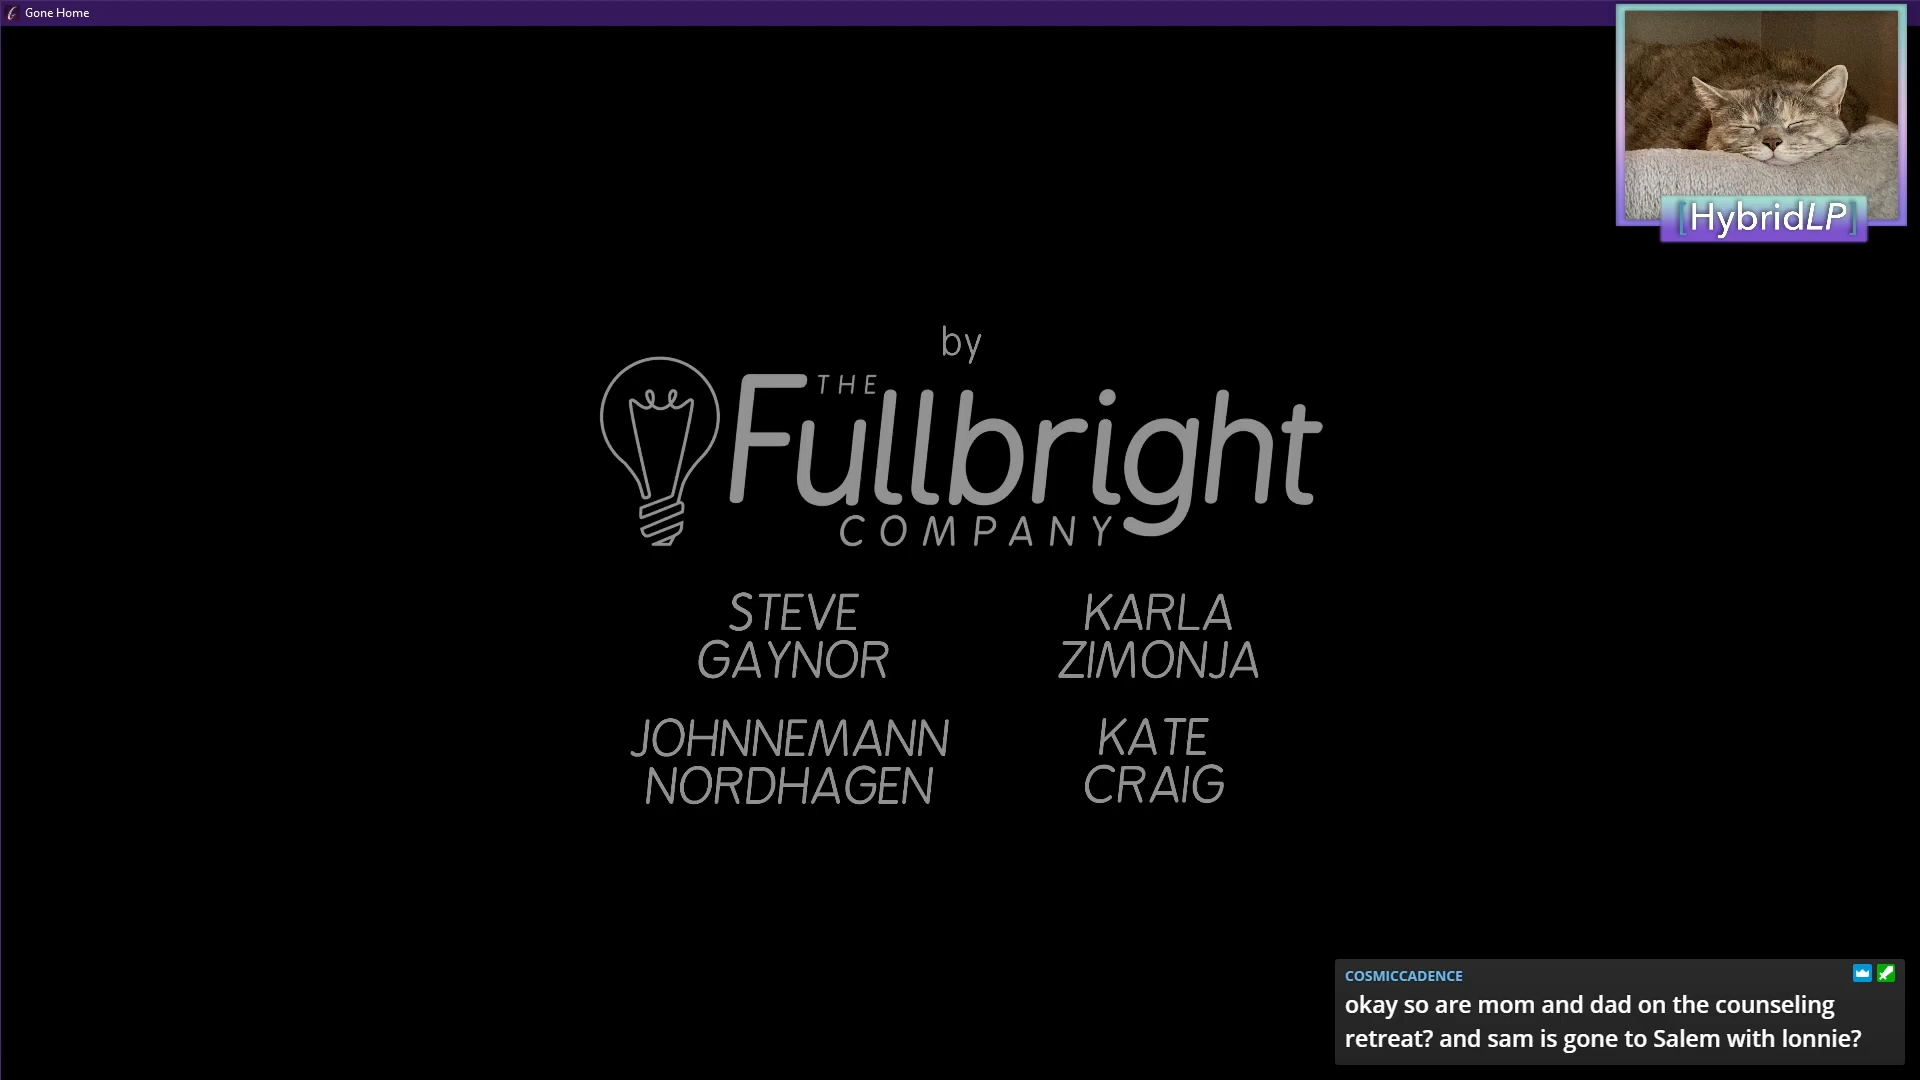 Gone Home
[HybridLP]
by
THE
Fullbright
COMPANY
STEVE
GAYNOR
KARLA
ZIMONJA
JOHNNEMANN
NORDHAGEN
KATE
CRAIG
COSMICCADENCE
okay so are mom and dad on the counseling
retreat? and sam is gone to Salem with lonnie?